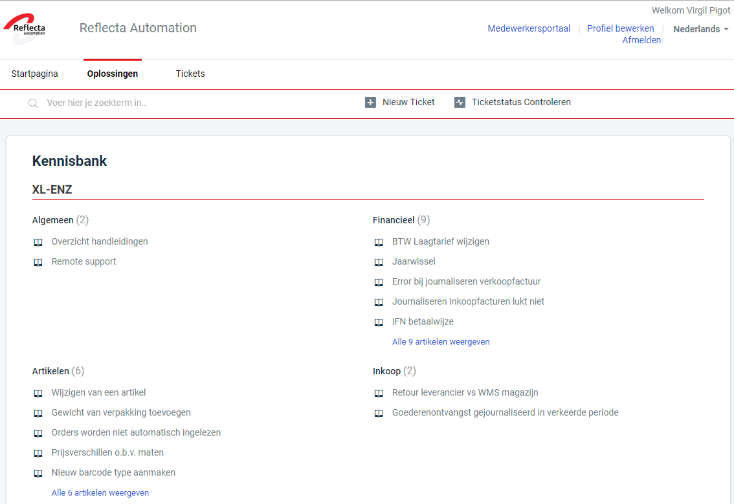 Welkom Virgil Pigot
Reflecta
automation
Reflecta Automation
Medewerkersportaal
Profiel bewerken
Nederlands
Afmelden
Startpagina
Oplossingen
Tickets
Voer hier je zoekterm in..
Nieuw Ticket
Ticketstatus Controleren
Kennisbank
XL-ENZ
Algemeen (2)
Overzicht handleidingen
Remote support
Financieel (9)
BTW Laagtarief wijzigen
Jaarwissel
Error bij journaliseren verkoopfactuur
Journaliseren Inkoopfacturen lukt niet
IFN betaalwijze
Alle 9 artikelen weergeven
Artikelen (6)
Wijzigen van een artikel
Gewicht van verpakking toevoegen
Orders worden niet automatisch ingelezen
Prijsverschillen o.b.v. maten
Nieuw barcode type aanmaken
Alle 6 artikelen weergeven
Inkoop (2)
Retour leverancier vs WMS magazijn
Goederenontvangst gejournaliseerd in verkeerde periode